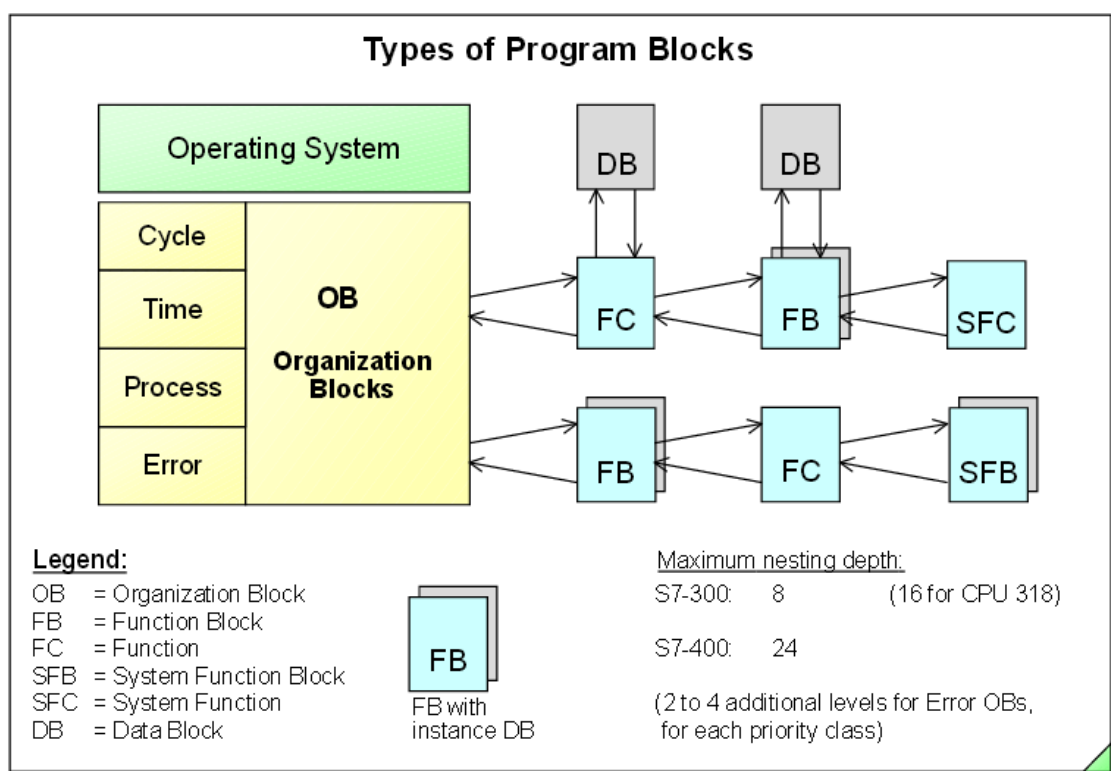 Types of Program Blocks
Operating System
Cycle
Time
Process
Error
OB
Organization
Blocks
DB
DB
FC
FB
SFC
FB
FC
SFB
Legend:
OB = Organization Block
FB = Function Block
FC = Function
SFB = System Function Block
SFC = System Function
DB = Data Block
FB
FB with
instance DB
Maximum nesting depth:
S7-300: 8 (16 for CPU 318)
S7-400: 24
(2 to 4 additional levels for Error OBs,
for each priority class)